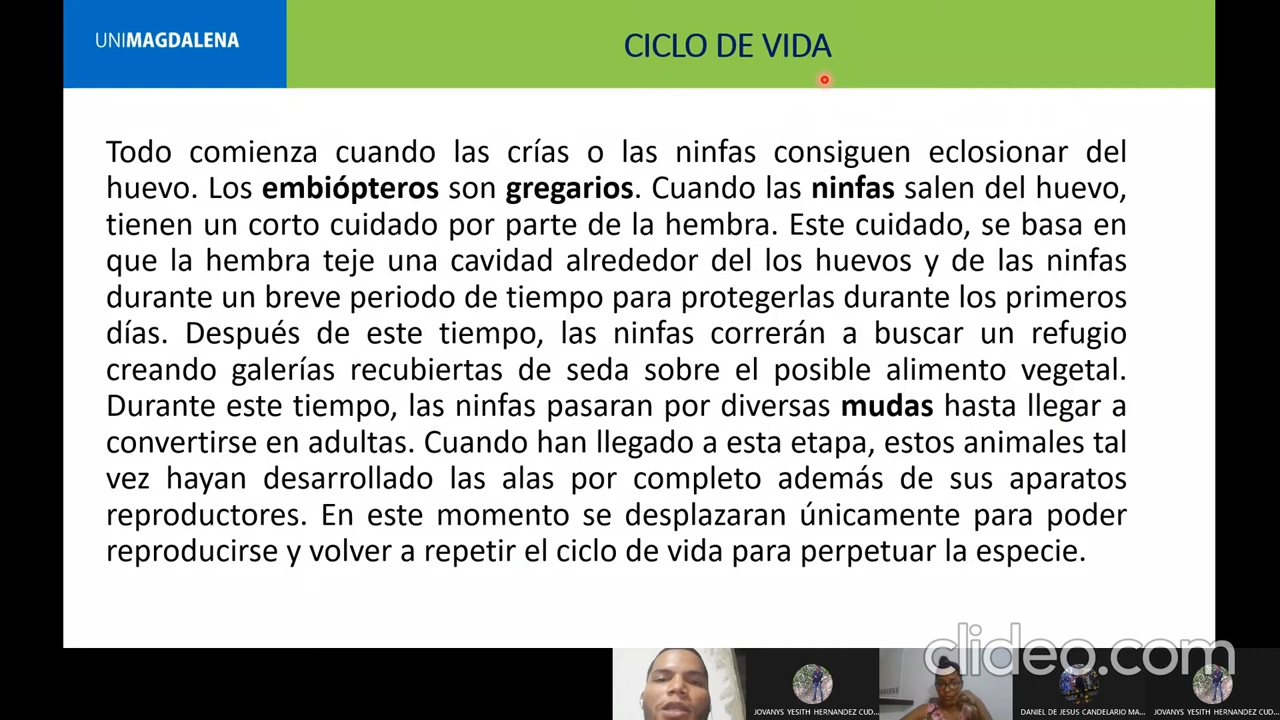 UNIMAGDALENA
CICLO DE VIDA
Todo comienza cuando las crías o las ninfas consiguen eclosionar del
huevo. Los embiópteros son gregarios. Cuando las ninfas salen del huevo,
tienen un corto cuidado por parte de la hembra. Este cuidado, se basa en
que la hembra teje una cavidad alrededor del los huevos y de las ninfas
durante un breve periodo de tiempo para protegerlas durante los primeros
días. Después de este tiempo, las ninfas correrán a buscar un refugio
creando galerías recubiertas de seda sobre el posible alimento vegetal.
Durante este tiempo, las ninfas pasaran por diversas mudas hasta llegar a
convertirse en adultas. Cuando han llegado a esta etapa, estos animales tal
vez hayan desarrollado las alas por completo además de sus aparatos
reproductores. En este momento se desplazaran únicamente para poder
reproducirse y volver a repetir el ciclo de vida para perpetuar la especie.
clideo.com
JOVANYS YESITH HERNANDEZ CUD...
DANIEL DE JESUS CANDELARIO MA...
JOVANYS YESITH HERNANDEZ CUD...